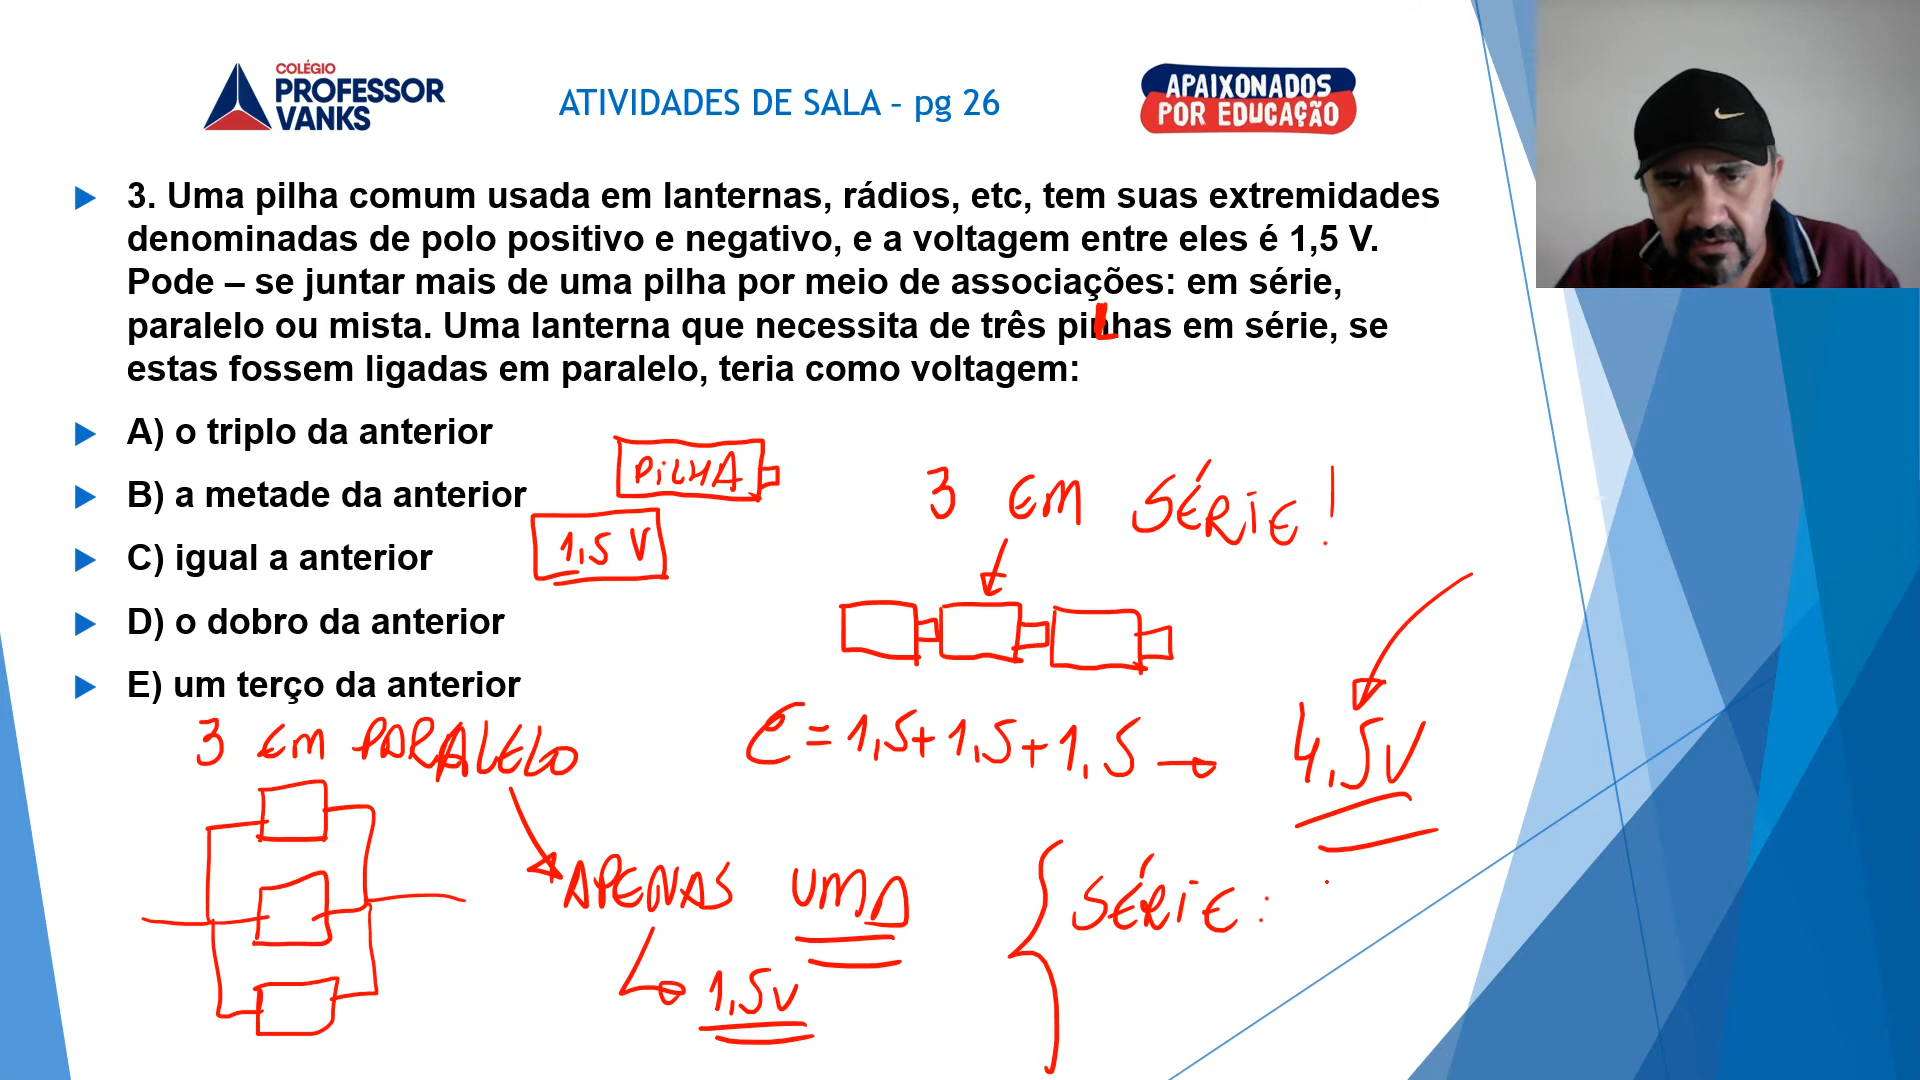 COLÉGIO
PROFESSOR
VANKS
ATIVIDADES DE SALA – pg 26
APAIXONADOS
POR EDUCAÇÃO
3. Uma pilha comum usada em lanternas, rádios, etc, tem suas extremidades
denominadas de polo positivo e negativo, e a voltagem entre eles é 1,5 V.
Pode – se juntar mais de uma pilha por meio de associações: em série,
paralelo ou mista. Uma lanterna que necessita de três piLhas em série, se
estas fossem ligadas em paralelo, teria como voltagem:
A) o triplo da anterior
B) a metade da anterior
C) igual a anterior
D) o dobro da anterior
E) um terço da anterior
PILHA
1,5 V
3 EM SÉRIE!
E = 1,5 + 1,5 + 1,5 → 4,5V
3 EM PARALELO
APENAS UMA
1,5V
SÉRIE: